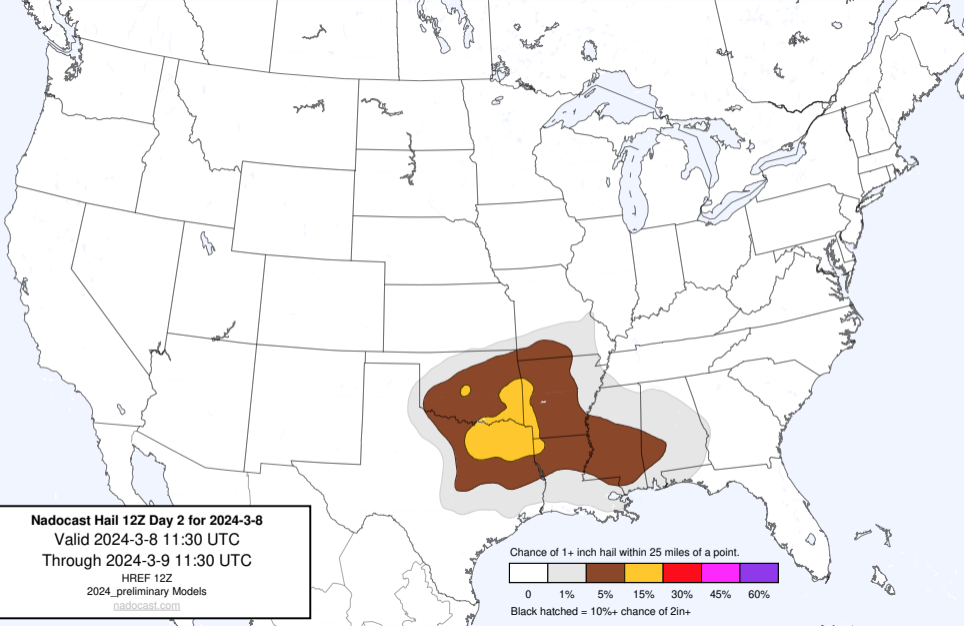 Nadocast Hail 12Z Day 2 for 2024-3-8
Valid 2024-3-8 11:30 UTC
Through 2024-3-9 11:30 UTC
HREF 12Z
2024_preliminary Models
nadocast.com
Chance of 1+ inch hail within 25 miles of a point.
0 1% 5% 15% 30% 45% 60%
Black hatched = 10%+ chance of 2in+